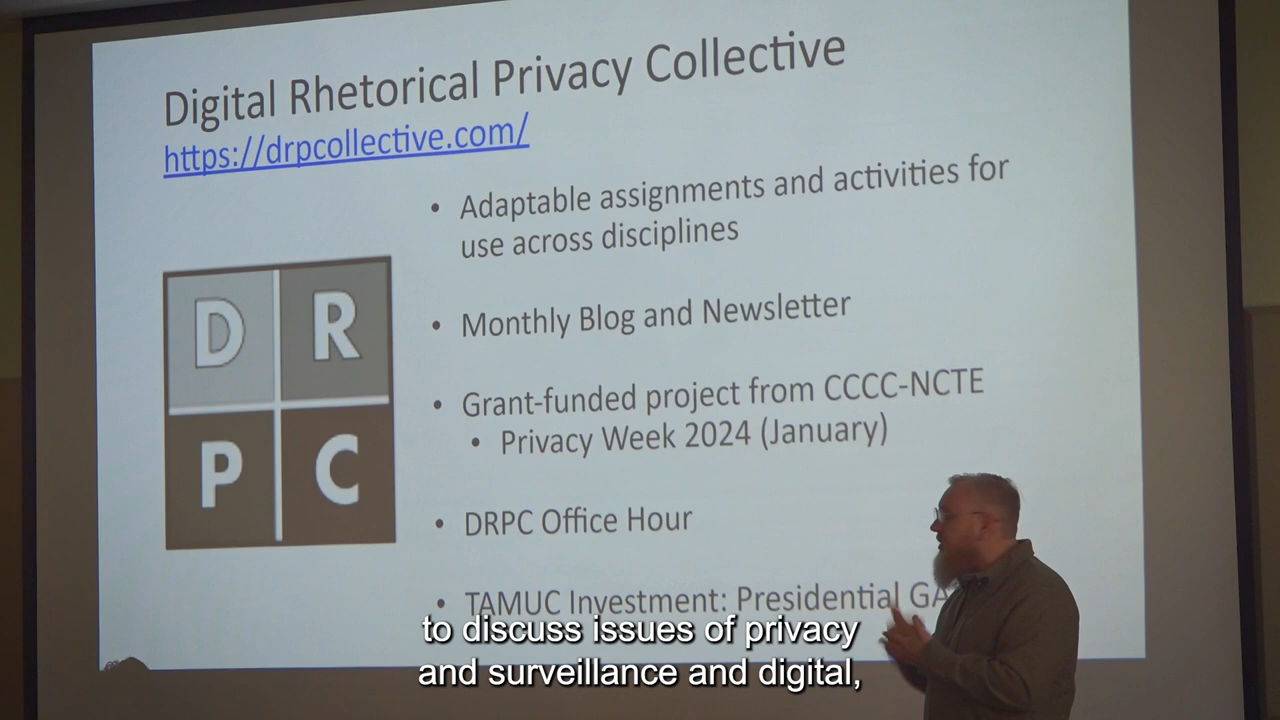 Digital Rhetorical Privacy Collective
https://drpcollective.com/
• Adaptable assignments and activities for
use across disciplines
• Monthly Blog and Newsletter
• Grant-funded project from CCCC-NCTE
• Privacy Week 2024 (January)
• DRPC Office Hour
• TAMUC Investment: Presidential GA
D R
P C
to discuss issues of privacy
and surveillance and digital,